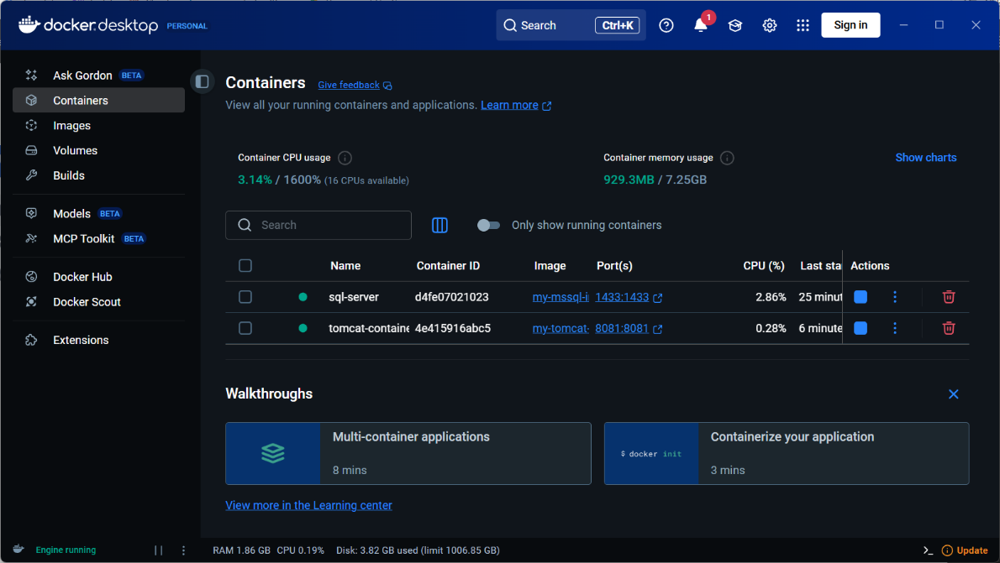 docker.desktop PERSONAL Search Ctrl+K 1 Sign in
Ask Gordon BETA
Containers
Images
Volumes
Builds
Models BETA
MCP Toolkit BETA
Docker Hub
Docker Scout
Extensions
Containers Give feedback
View all your running containers and applications. Learn more
Container CPU usage
3.14% / 1600% (16 CPUs available)
Container memory usage
929.3MB / 7.25GB
Show charts
Search Only show running containers
Name Container ID Image Port(s) CPU (%) Last sta Actions
sql-server d4fe07021023 my-mssql-i 1433:1433 2.86% 25 minut
tomcat-containe 4e415916abc5 my-tomcat- 8081:8081 0.28% 6 minute
Walkthroughs
Multi-container applications
8 mins
$ docker init
Containerize your application
3 mins
View more in the Learning center
Engine running RAM 1.86 GB CPU 0.19% Disk: 3.82 GB used (limit 1006.85 GB) Update